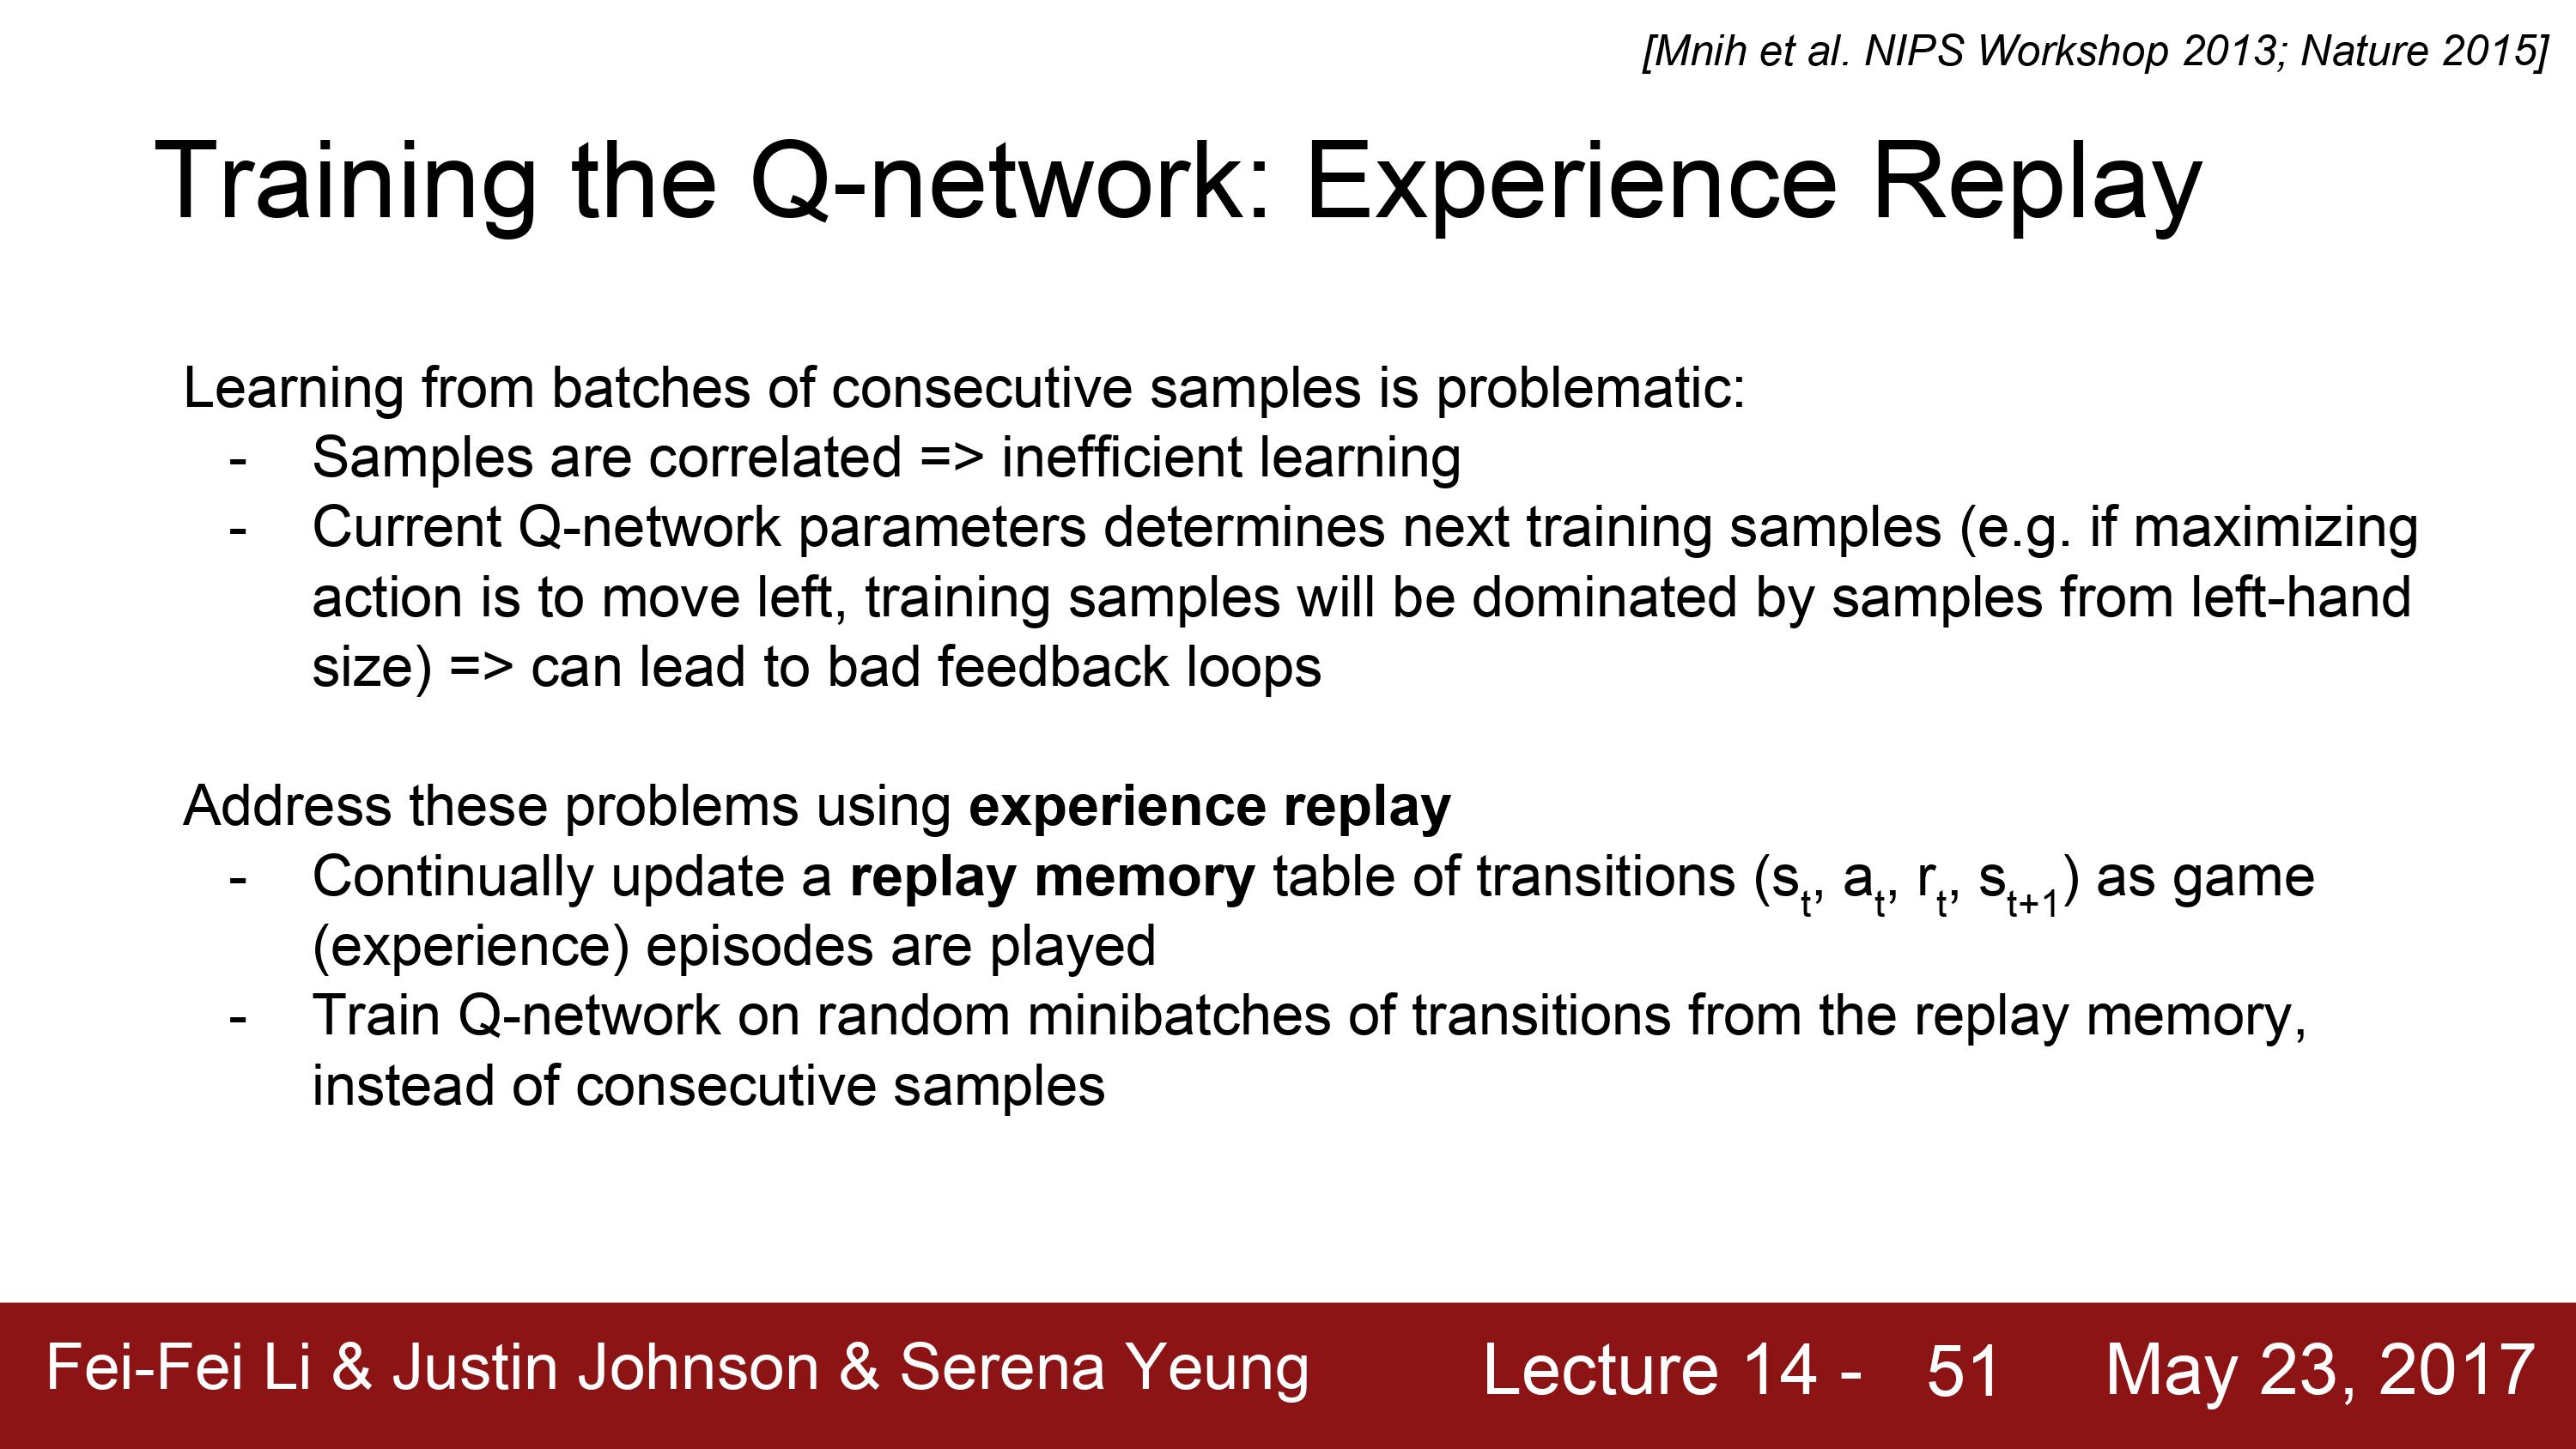 [Mnih et al. NIPS Workshop 2013; Nature 2015]
Training the Q-network: Experience Replay
Learning from batches of consecutive samples is problematic:
- Samples are correlated => inefficient learning
- Current Q-network parameters determines next training samples (e.g. if maximizing
action is to move left, training samples will be dominated by samples from left-hand
size) => can lead to bad feedback loops
Address these problems using experience replay
- Continually update a replay memory table of transitions (s_t, a_t, r_t, s_{t+1}) as game
(experience) episodes are played
- Train Q-network on random minibatches of transitions from the replay memory,
instead of consecutive samples
Fei-Fei Li & Justin Johnson & Serena Yeung Lecture 14 - 51 May 23, 2017